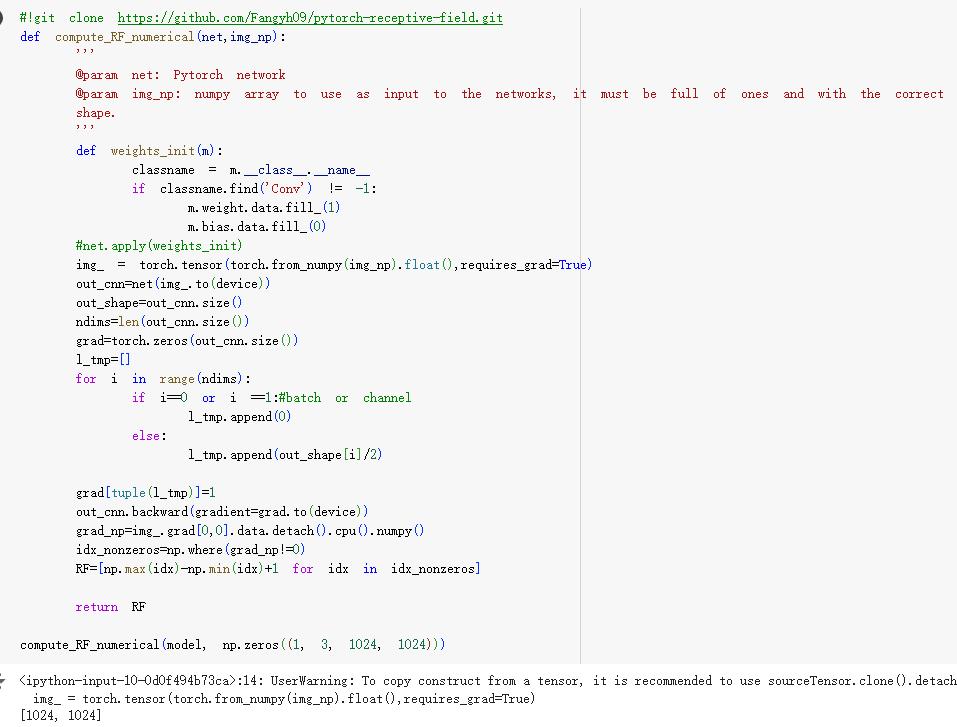 #!git clone https://github.com/Fangyh09/pytorch-receptive-field.git
def compute_RF_numerical(net,img_np):
'''
@param net: Pytorch network
@param img_np: numpy array to use as input to the networks, it must be full of ones and with the correct
shape.
'''
def weights_init(m):
classname = m.__class__.__name__
if classname.find('Conv') != -1:
m.weight.data.fill_(1)
m.bias.data.fill_(0)
#net.apply(weights_init)
img_ = torch.tensor(torch.from_numpy(img_np).float(),requires_grad=True)
out_cnn=net(img_.to(device))
out_shape=out_cnn.size()
ndims=len(out_cnn.size())
grad=torch.zeros(out_cnn.size())
l_tmp=[]
for i in range(ndims):
if i==0 or i ==1:#batch or channel
l_tmp.append(0)
else:
l_tmp.append(out_shape[i]/2)
grad[tuple(l_tmp)]=1
out_cnn.backward(gradient=grad.to(device))
grad_np=img_.grad[0,0].data.detach().cpu().numpy()
idx_nonzeros=np.where(grad_np!=0)
RF=[np.max(idx)-np.min(idx)+1 for idx in idx_nonzeros]
return RF
compute_RF_numerical(model, np.zeros((1, 3, 1024, 1024)))
<ipython-input-10-0d0f494b73ca>:14: UserWarning: To copy construct from a tensor, it is recommended to use sourceTensor.clone().detach
img_ = torch.tensor(torch.from_numpy(img_np).float(),requires_grad=True)
[1024, 1024]